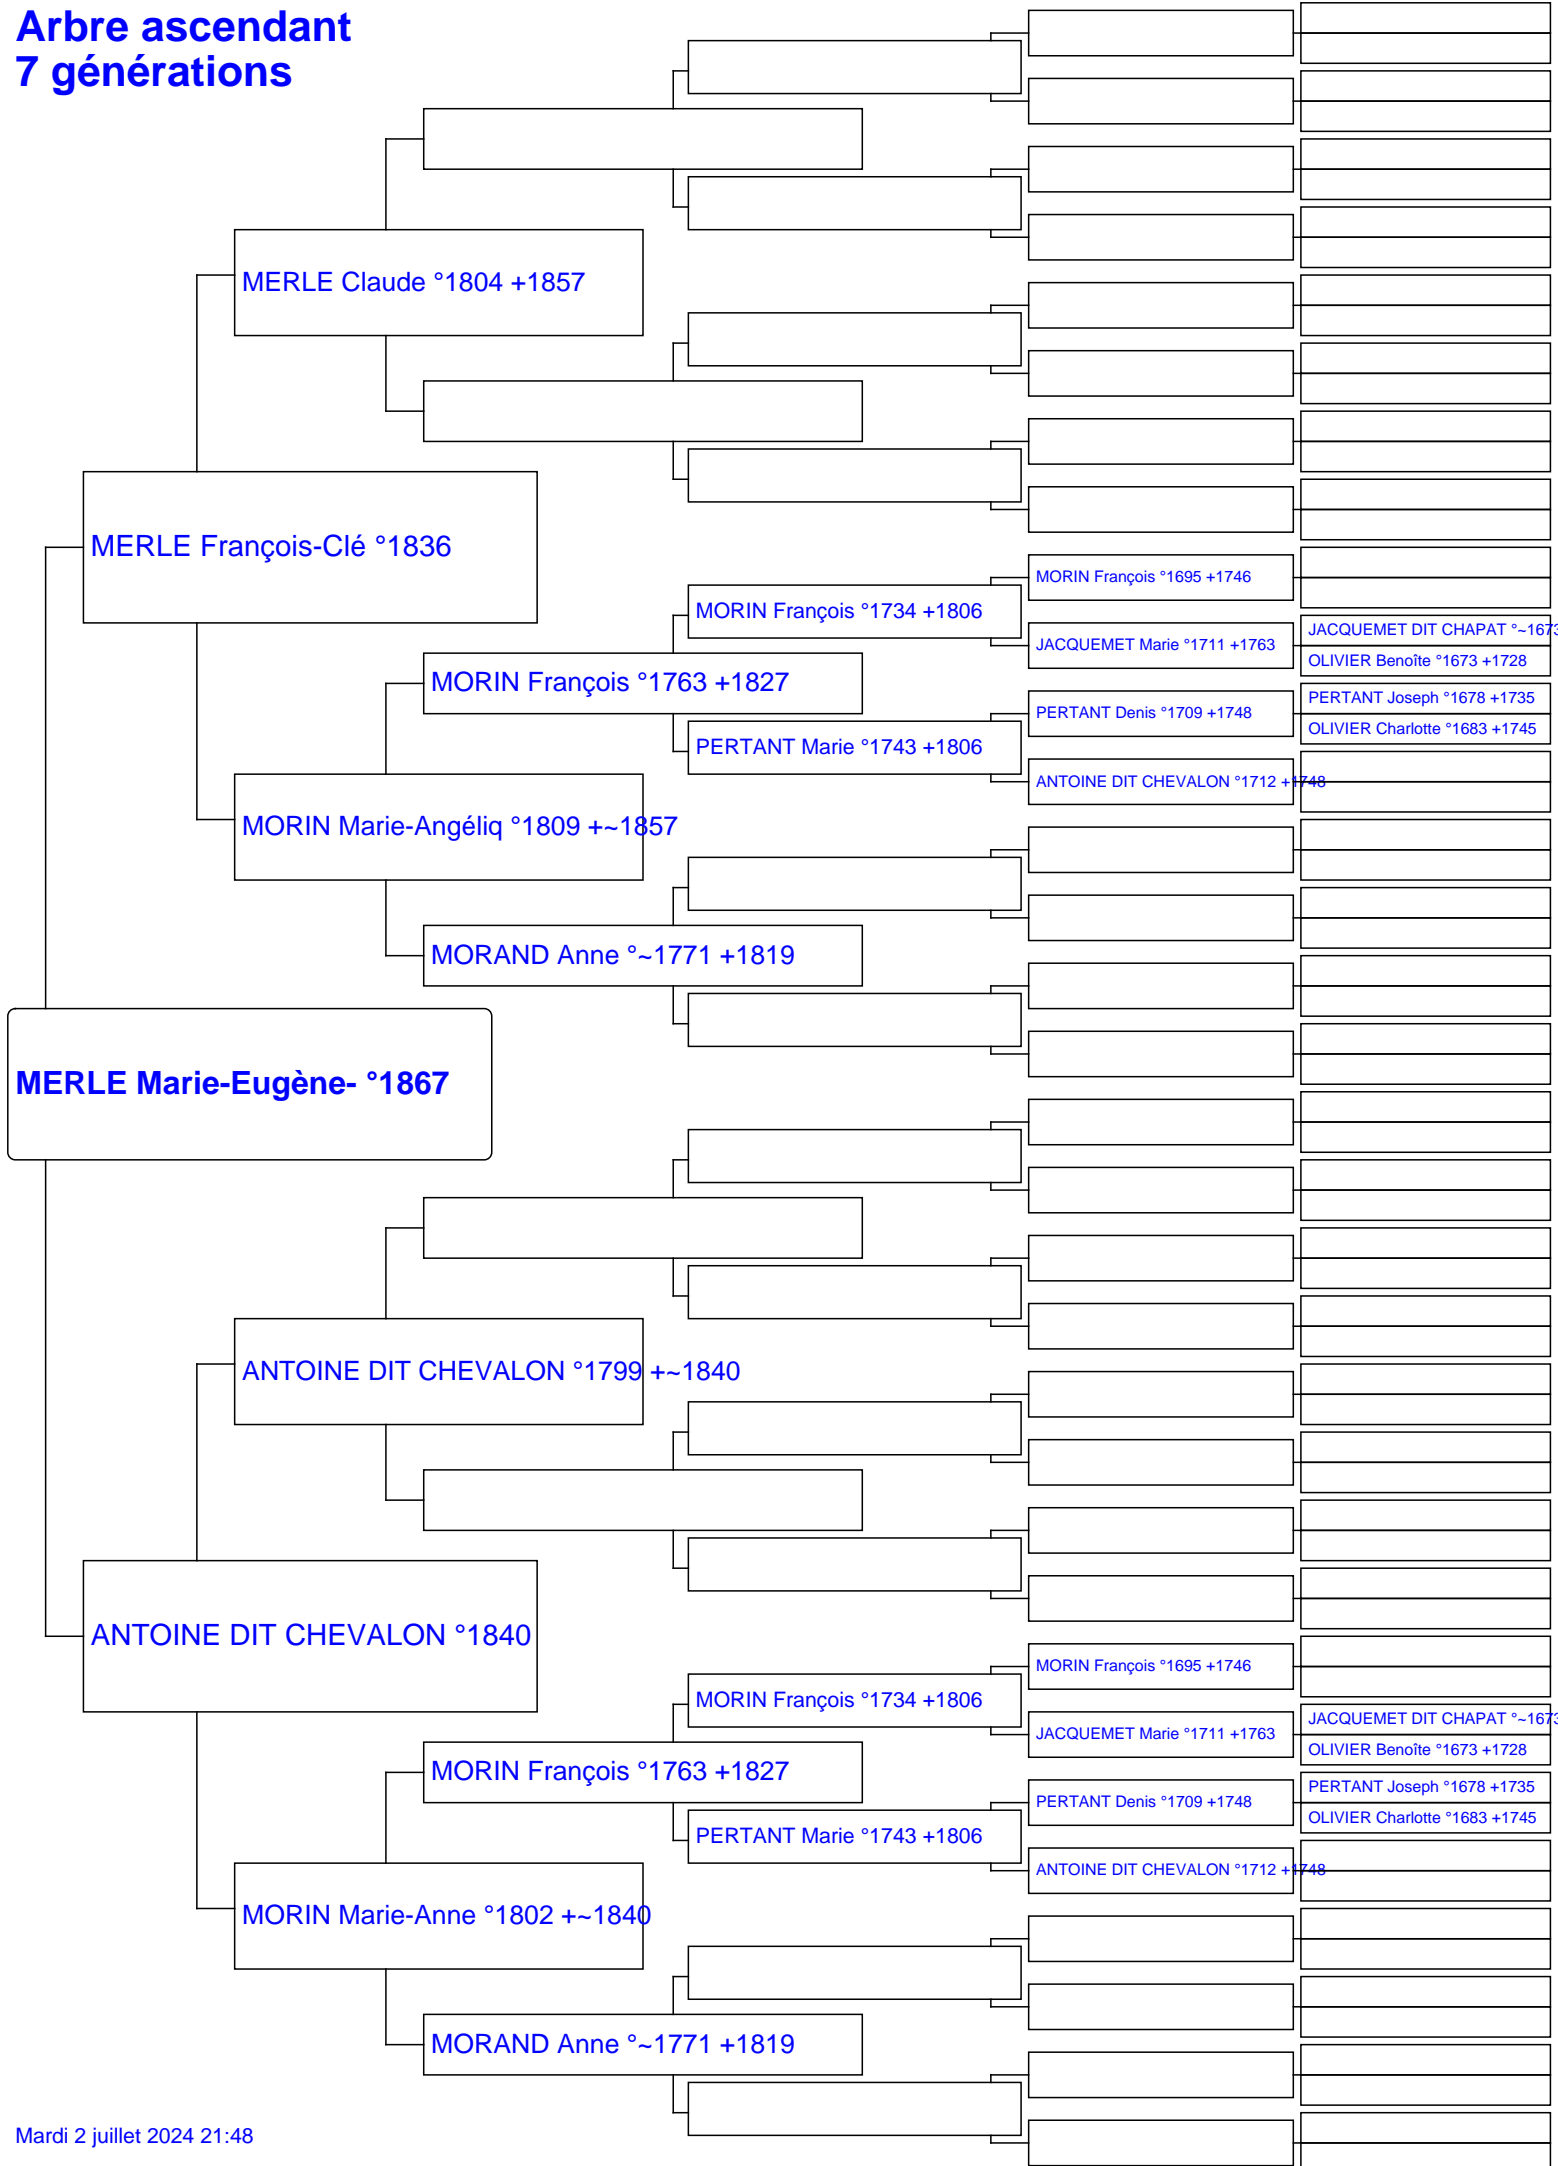 Arbre ascendant
7 générations
MERLE Claude °1804 +1857
MERLE François-Clé °1836
MORIN François °1695 +1746
MORIN François °1734 +1806
JACQUEMET DIT CHAPAT °~1673
JACQUEMET Marie °1711 +1763
OLIVIER Benoîte °1673 +1728
MORIN François °1763 +1827
PERTANT Joseph °1678 +1735
PERTANT Denis °1709 +1748
OLIVIER Charlotte °1683 +1745
PERTANT Marie °1743 +1806
ANTOINE DIT CHEVALON °1712 +1748
MORIN Marie-Angéliq °1809 +~1857
MORAND Anne °~1771 +1819
MERLE Marie-Eugène- °1867
ANTOINE DIT CHEVALON °1799 +~1840
ANTOINE DIT CHEVALON °1840
MORIN François °1695 +1746
MORIN François °1734 +1806
JACQUEMET DIT CHAPAT °~1673
JACQUEMET Marie °1711 +1763
OLIVIER Benoîte °1673 +1728
MORIN François °1763 +1827
PERTANT Joseph °1678 +1735
PERTANT Denis °1709 +1748
OLIVIER Charlotte °1683 +1745
PERTANT Marie °1743 +1806
ANTOINE DIT CHEVALON °1712 +1748
MORIN Marie-Anne °1802 +~1840
MORAND Anne °~1771 +1819
Mardi 2 juillet 2024 21:48